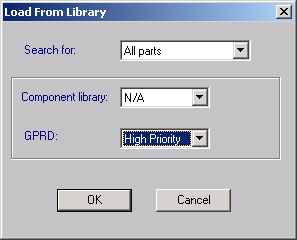 Load From Library
Search for: All parts
Component library: N/A
GPRD: High Priority
OK Cancel